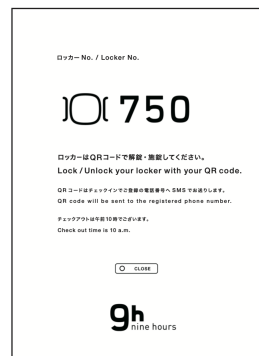 ロッカー No. / Locker No.
750
ロッカーはQRコードで解錠・施錠してください。
Lock / Unlock your locker with your QR code.
QRコードはチェックインでご登録の電話番号へ SMS でお送りします。
QR code will be sent to the registered phone number.
チェックアウトは午前10時でございます。
Check out time is 10 a.m.
CLOSE
9h
nine hours